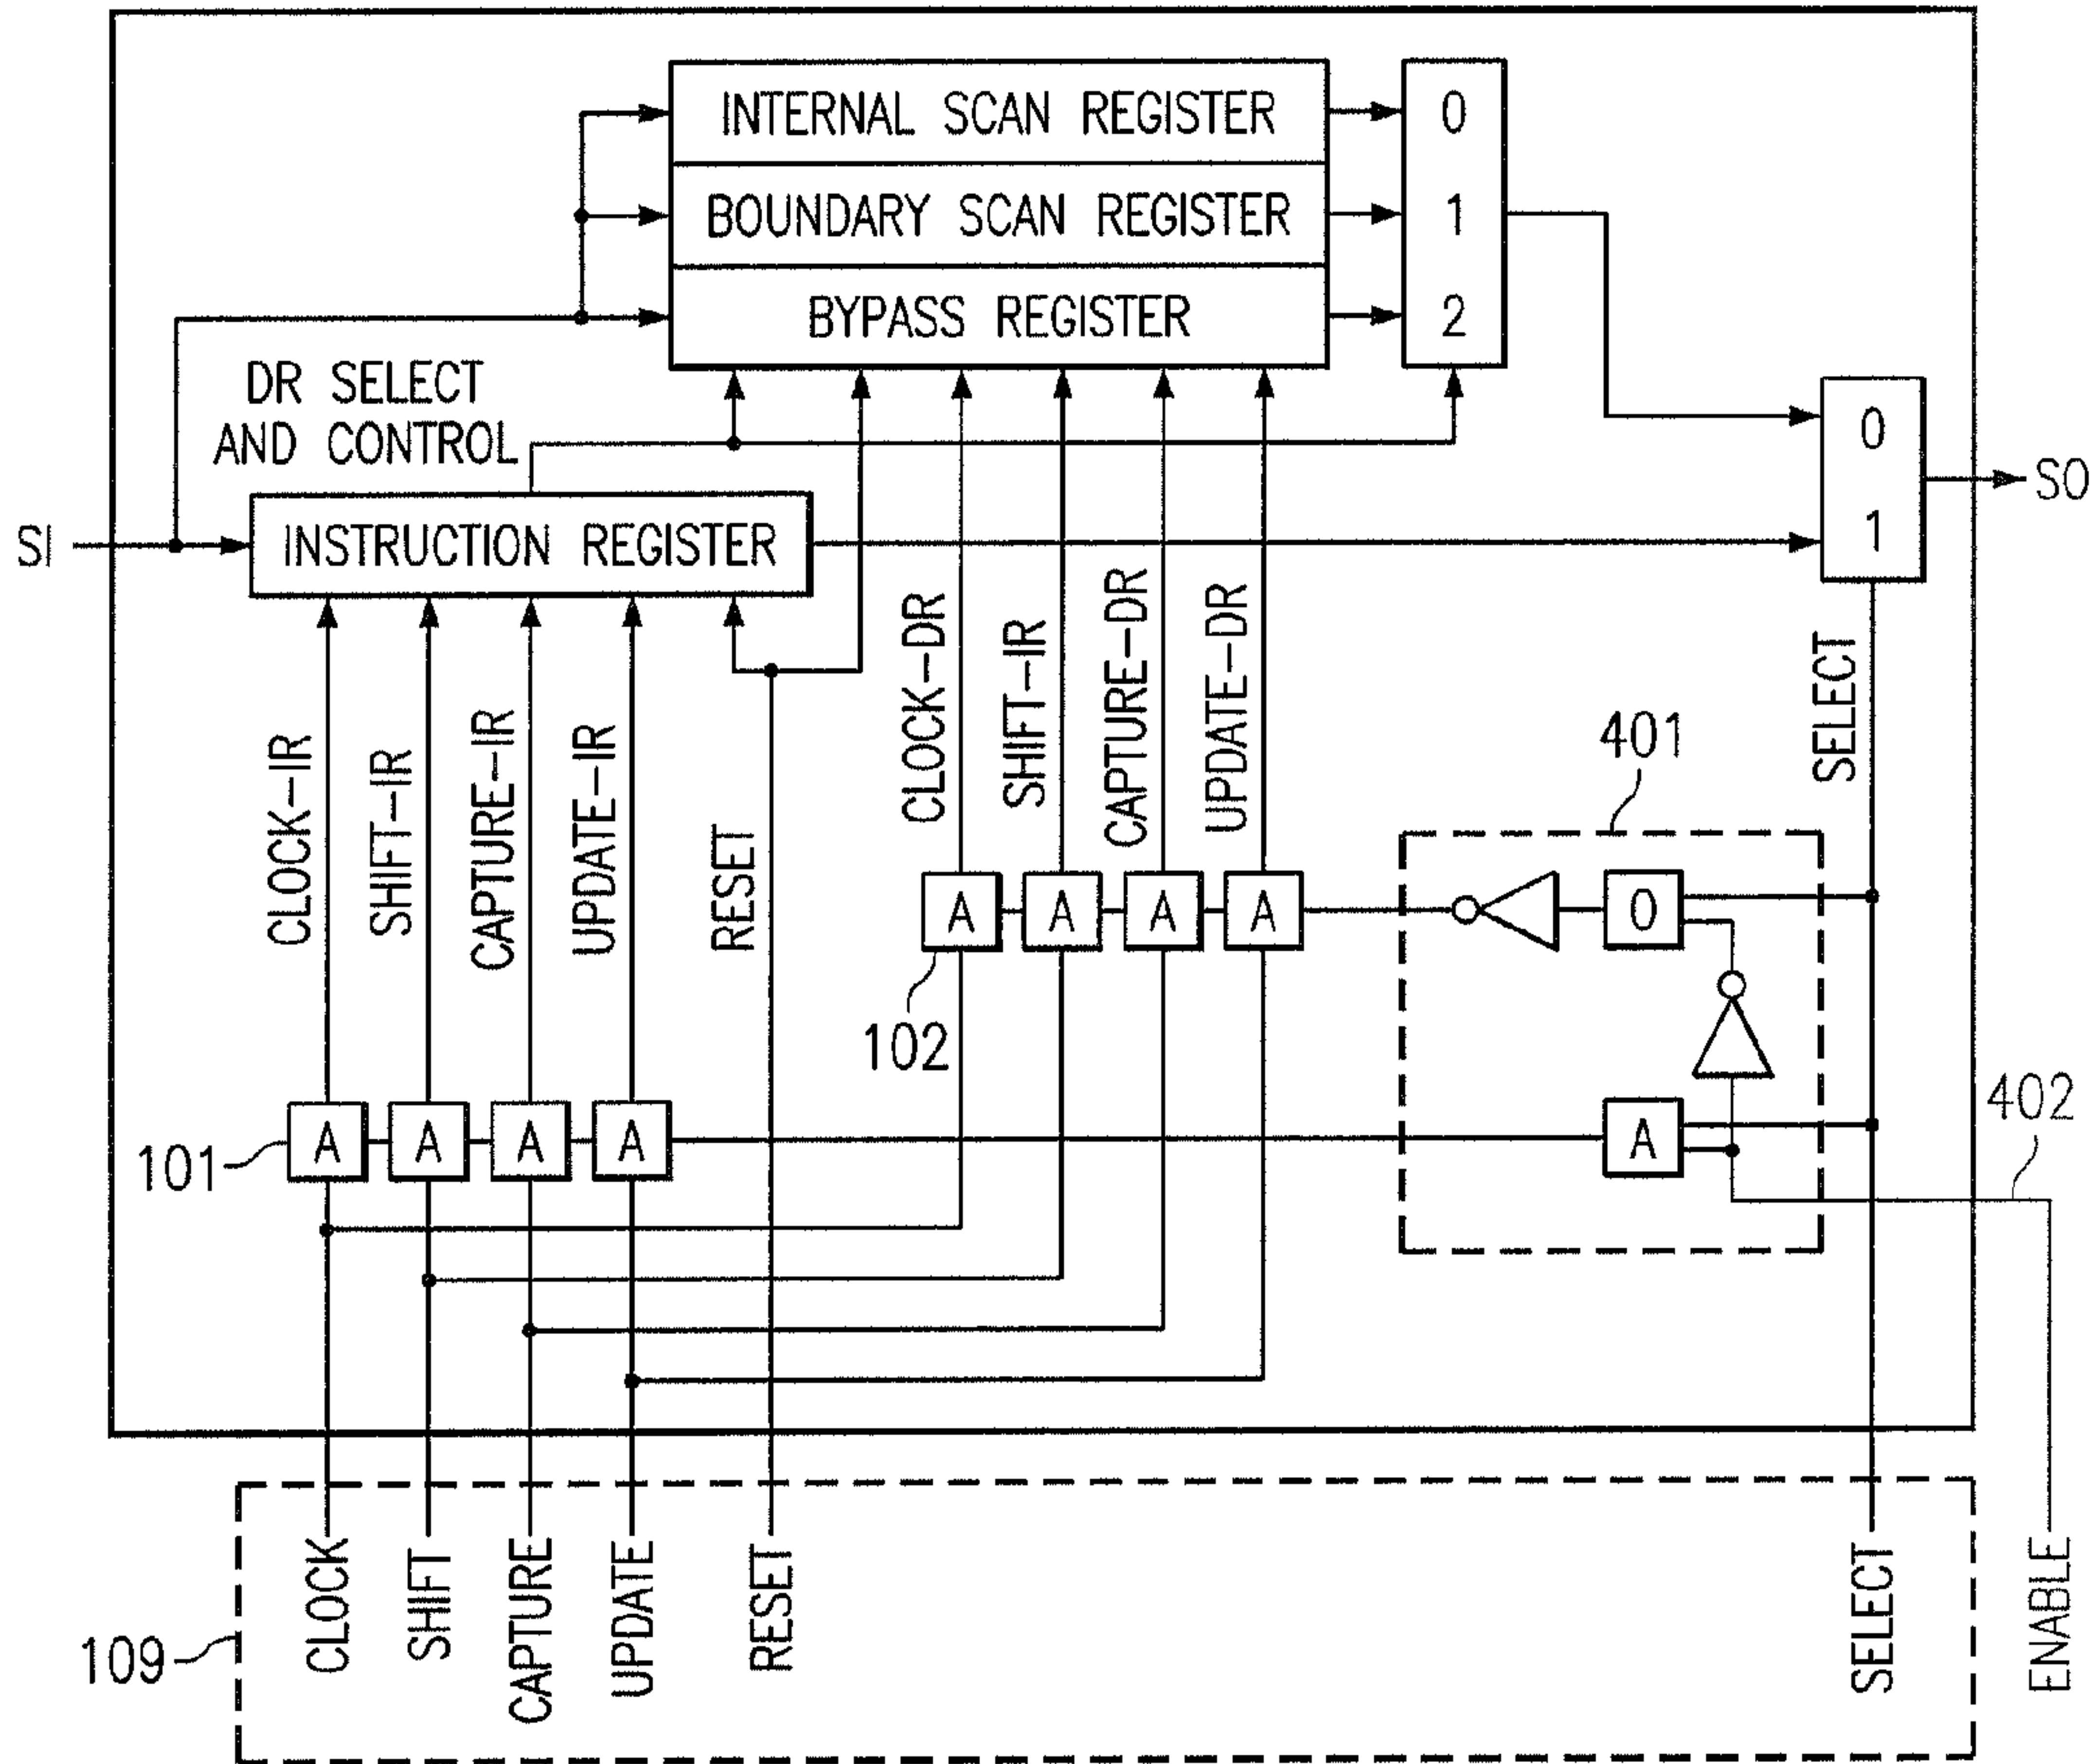 INTERNAL SCAN REGISTER
0
BOUNDARY SCAN REGISTER
1
BYPASS REGISTER
2
DR SELECT
AND CONTROL
0
SO
SI
INSTRUCTION REGISTER
1
CLOCK-IR
SHIFT-IR
CAPTURE-IR
UPDATE-IR
RESET
CLOCK-DR
SHIFT-IR
CAPTURE-DR
UPDATE-DR
SELECT
401
A
A
A
A
O
102
402
101
A
A
A
A
A
109
CLOCK
SHIFT
CAPTURE
UPDATE
RESET
SELECT
ENABLE